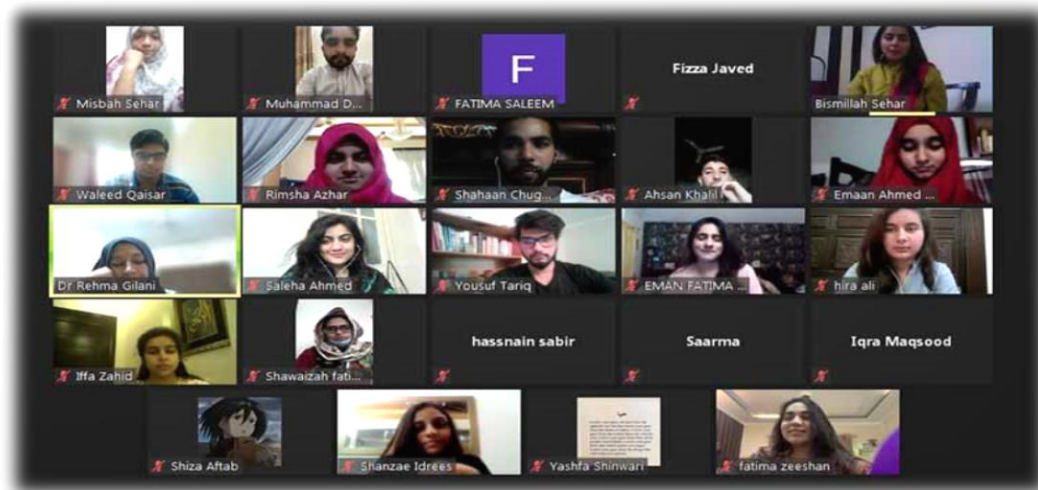 Misbah Sehar
Muhammad D...
F
FATIMA SALEEM
Fizza Javed
Bismillah Sehar
Waleed Qaisar
Rimsha Azhar
Shahaan Chug...
Ahsan Khalil
Emaan Ahmed ...
Dr Rehma Gilani
Saleha Ahmed
Yousuf Tariq
EMAN FATIMA ...
hira ali
Iffa Zahid
Shawaizah fati...
hassnain sabir
Saarma
Iqra Maqsood
Shiza Aftab
Shanzae Idrees
Yashfa Shinwari
fatima zeeshan